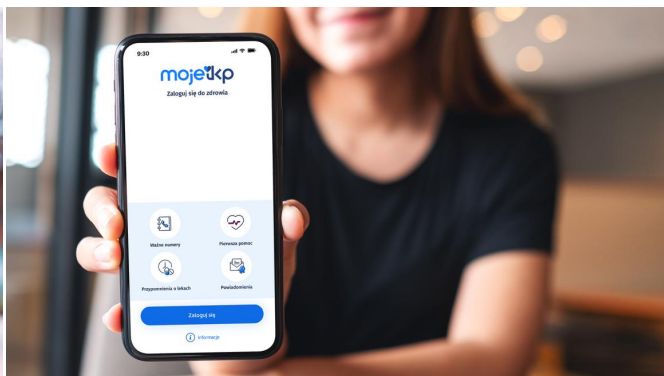 9:30
mojeikp
Zaloguj się do zdrowia
Ważne numery
Pierwsza pomoc
Przypomnienia o lekach
Powiadomienia
Zaloguj się
i Informacje